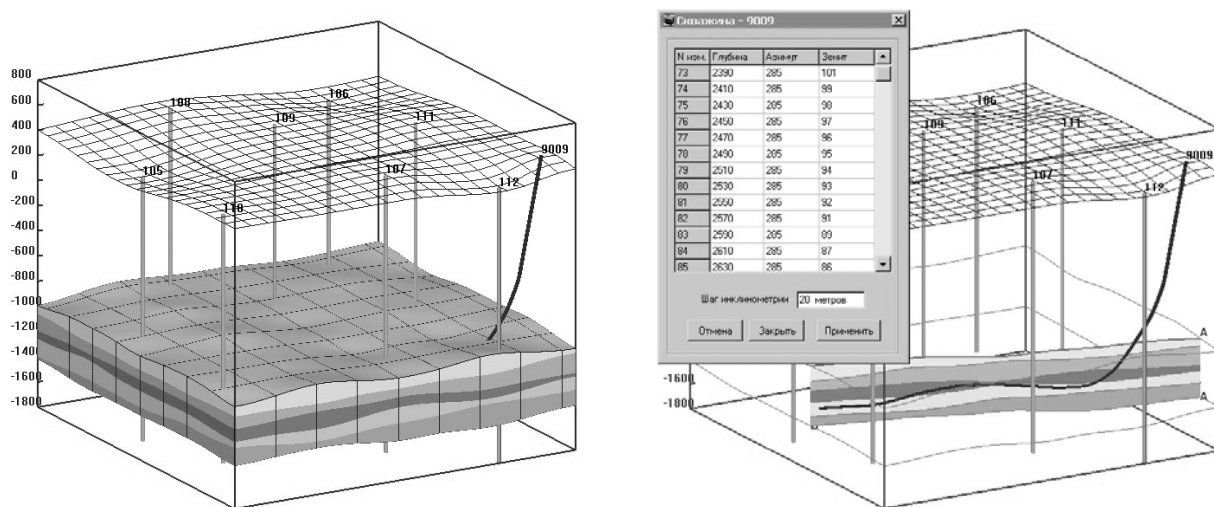 800
600
400
200
0
-200
-400
-600
-800
-1000
-1200
-1400
-1600
-1800
108
106
109
111
105
107
9009
112
110
Скважина - 9009
N изм. Глубина Азимут Зенит
73 2390 285 101
74 2410 285 99
75 2430 285 98
76 2450 285 97
77 2470 285 96
78 2490 285 95
79 2510 285 94
80 2530 285 93
81 2550 285 92
82 2570 285 91
83 2590 285 89
84 2610 285 87
85 2630 285 86
Шаг инклинометрии 20 метров
Отмена Закрыть Применить
106
109
111
107
9009
112
-1600
-1800
A
A